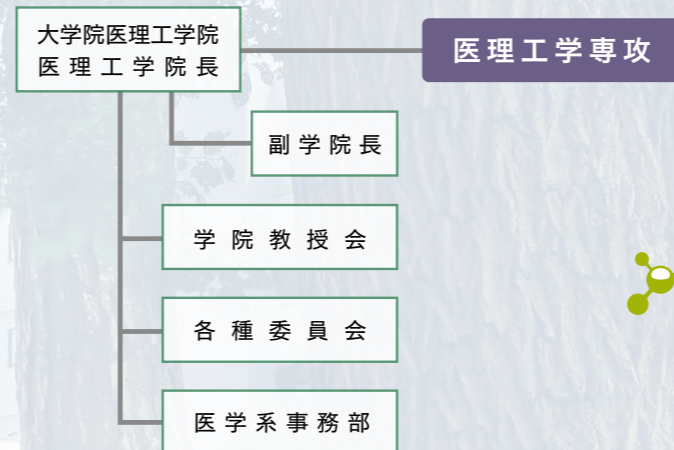 大学院医理工学院
医理工学院長
医理工学専攻
副学院長
学院教授会
各種委員会
医学系事務部